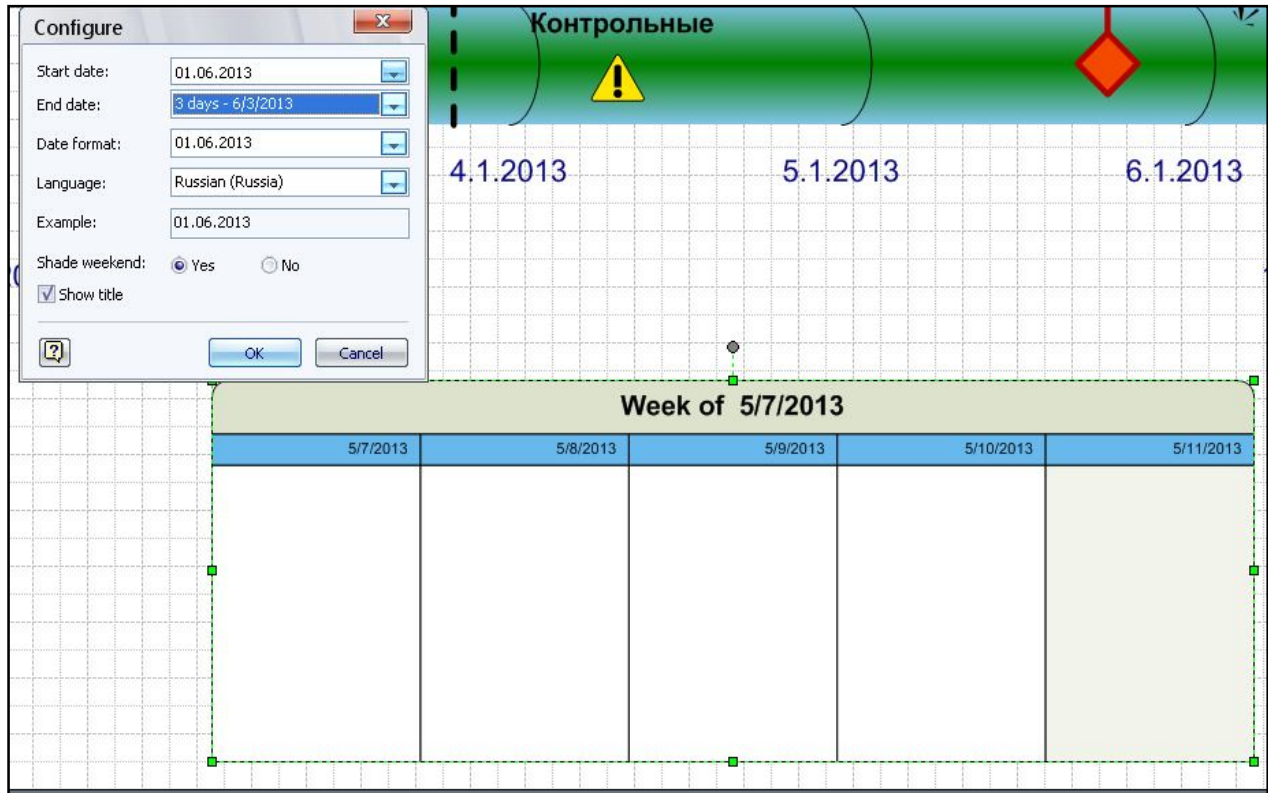 Configure
Start date: 01.06.2013
End date: 3 days - 6/3/2013
Date format: 01.06.2013
Language: Russian (Russia)
Example: 01.06.2013
Shade weekend: Yes No
Show title
OK Cancel
Контрольные
4.1.2013 5.1.2013 6.1.2013
Week of 5/7/2013
5/7/2013 5/8/2013 5/9/2013 5/10/2013 5/11/2013